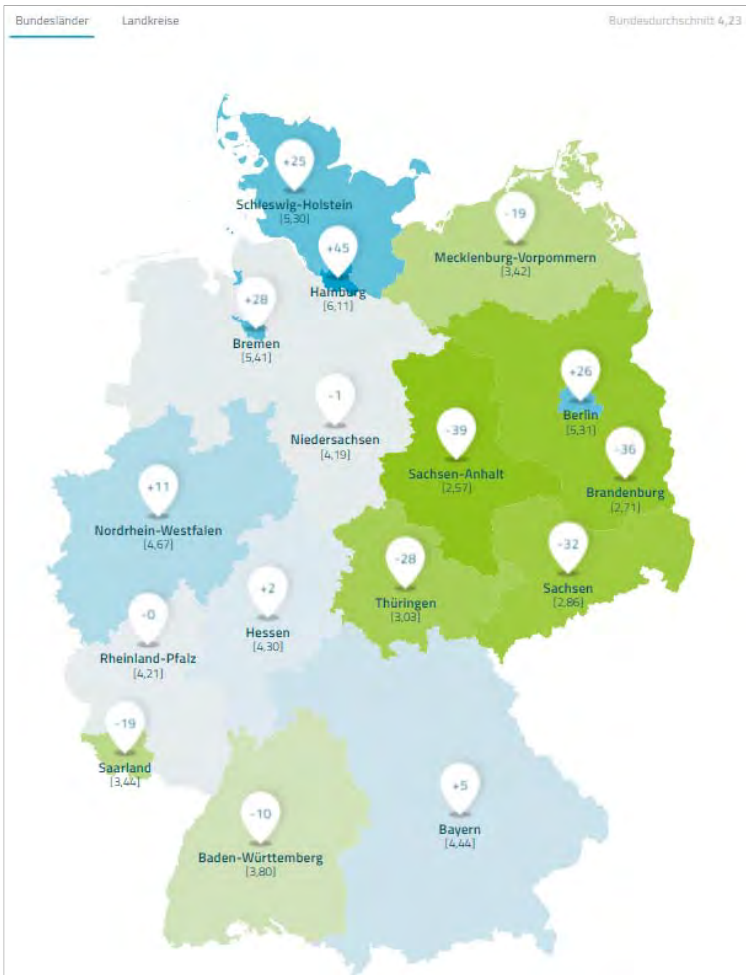 Bundesländer Landkreise Bundesdurchschnitt 4,23
+25
Schleswig-Holstein
[5,30]
-19
Mecklenburg-Vorpommern
[3,42]
+45
Hamburg
[6,11]
+28
Bremen
[5,41]
+26
Berlin
[5,31]
-1
Niedersachsen
[4,19]
-39
Sachsen-Anhalt
[2,57]
-36
Brandenburg
[2,71]
+11
Nordrhein-Westfalen
[4,67]
-28
Thüringen
[3,03]
-32
Sachsen
[2,86]
+2
Hessen
[4,30]
-0
Rheinland-Pfalz
[4,21]
-19
Saarland
[3,44]
+5
Bayern
[4,44]
-10
Baden-Württemberg
[3,80]